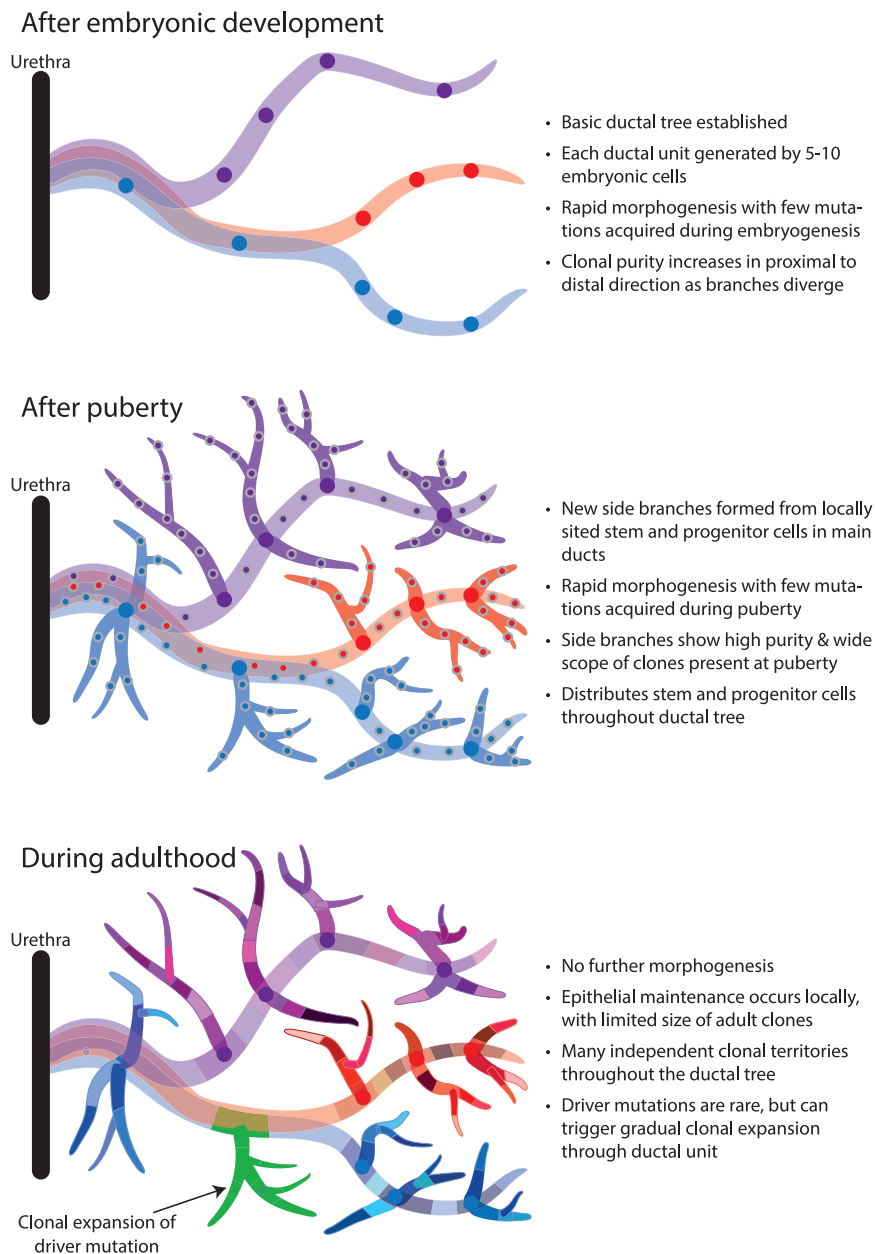 After embryonic development
Urethra
• Basic ductal tree established
• Each ductal unit generated by 5-10
embryonic cells
• Rapid morphogenesis with few muta-
tions acquired during embryogenesis
• Clonal purity increases in proximal to
distal direction as branches diverge
After puberty
Urethra
• New side branches formed from locally
sited stem and progenitor cells in main
ducts
• Rapid morphogenesis with few muta-
tions acquired during puberty
• Side branches show high purity & wide
scope of clones present at puberty
• Distributes stem and progenitor cells
throughout ductal tree
During adulthood
Urethra
• No further morphogenesis
• Epithelial maintenance occurs locally,
with limited size of adult clones
• Many independent clonal territories
throughout the ductal tree
• Driver mutations are rare, but can
trigger gradual clonal expansion
through ductal unit
Clonal expansion of
driver mutation